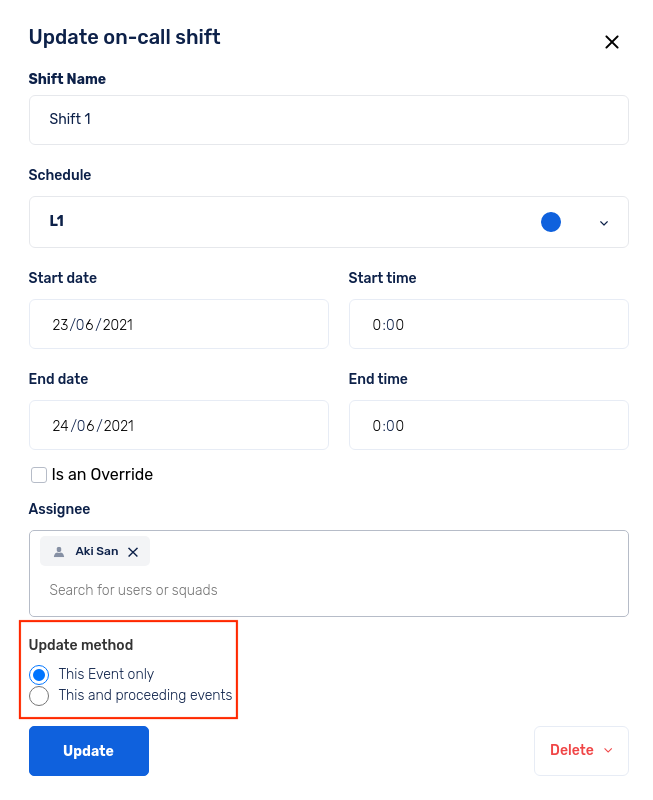 Update on-call shift
Shift Name
Shift 1
Schedule
L1
Start date
Start time
23/06/2021
0:00
End date
End time
24/06/2021
0:00
Is an Override
Assignee
Aki San
Search for users or squads
Update method
This Event only
This and proceeding events
Update
Delete